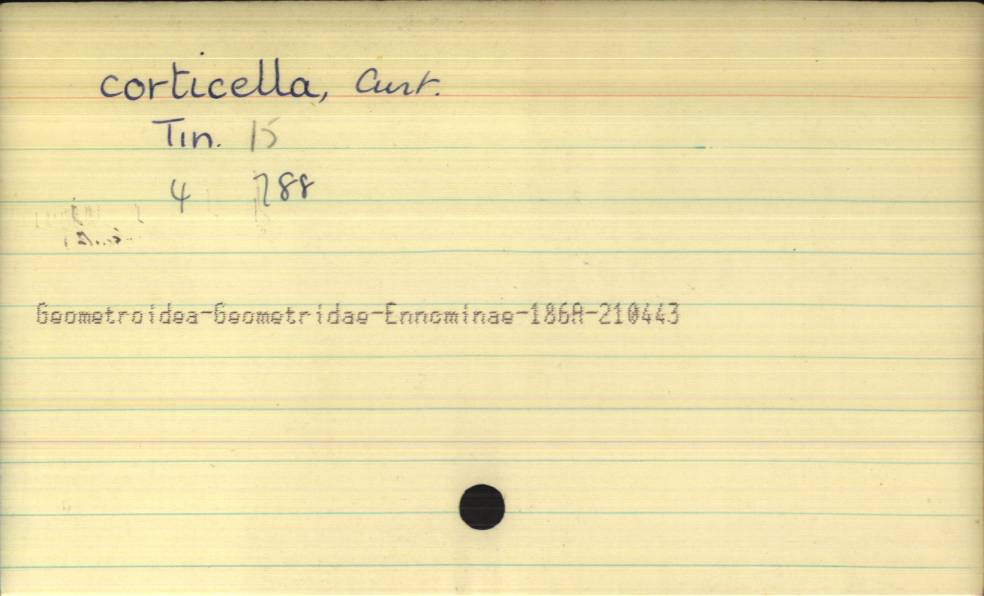 corticella, Curt.
Tin. 15
4 788
Geometroidea-Geometridae-Ennominae-186A-210443